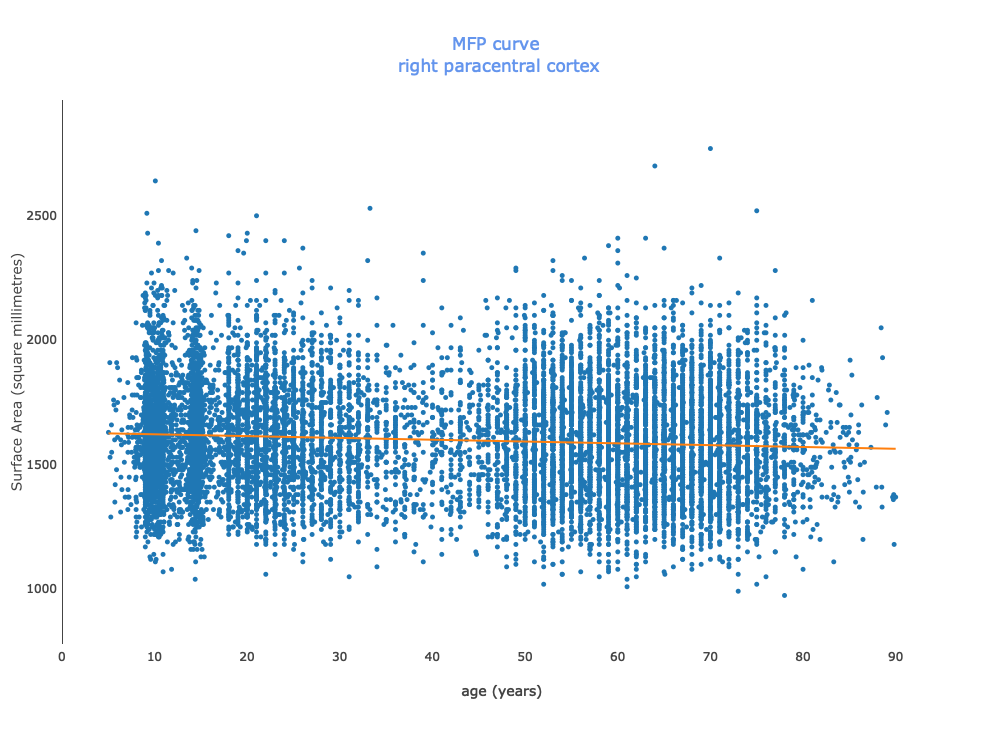 MFP curve
right paracentral cortex
Surface Area (square millimetres)
2500
2000
1500
1000
0 10 20 30 40 50 60 70 80 90
age (years)